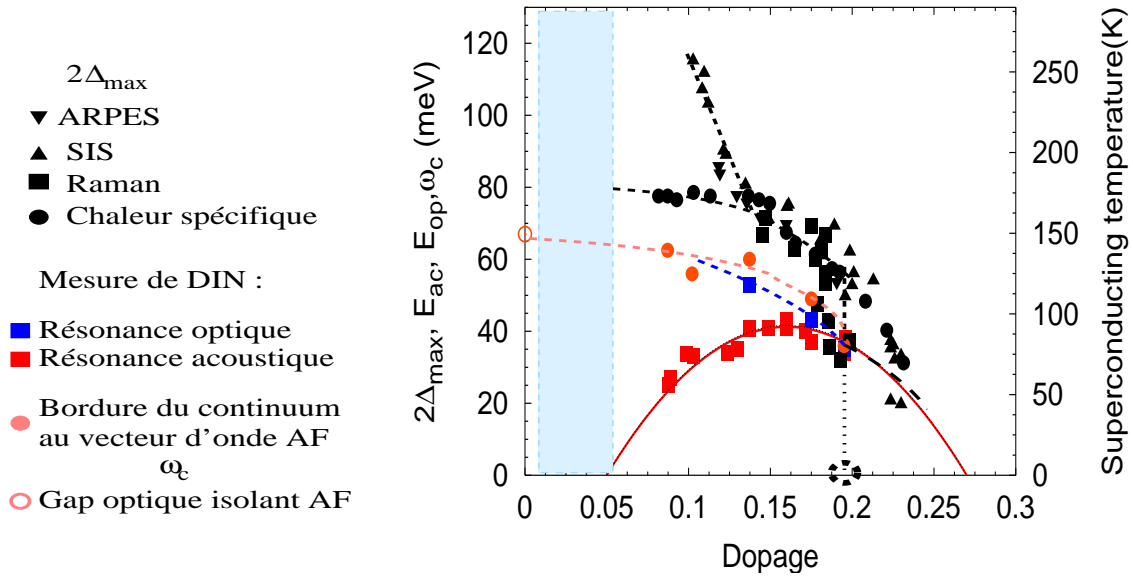 2Δmax
ARPES
SIS
Raman
Chaleur spécifique
Mesure de DIN :
Résonance optique
Résonance acoustique
Bordure du continuum
au vecteur d'onde AF
ωc
Gap optique isolant AF
2Δmax, Eac, Eop,ωc (meV)
120
100
80
60
40
20
0
0
0.05
0.1
0.15
0.2
0.25
0.3
Dopage
250
200
150
100
50
0
Superconducting temperature(K)